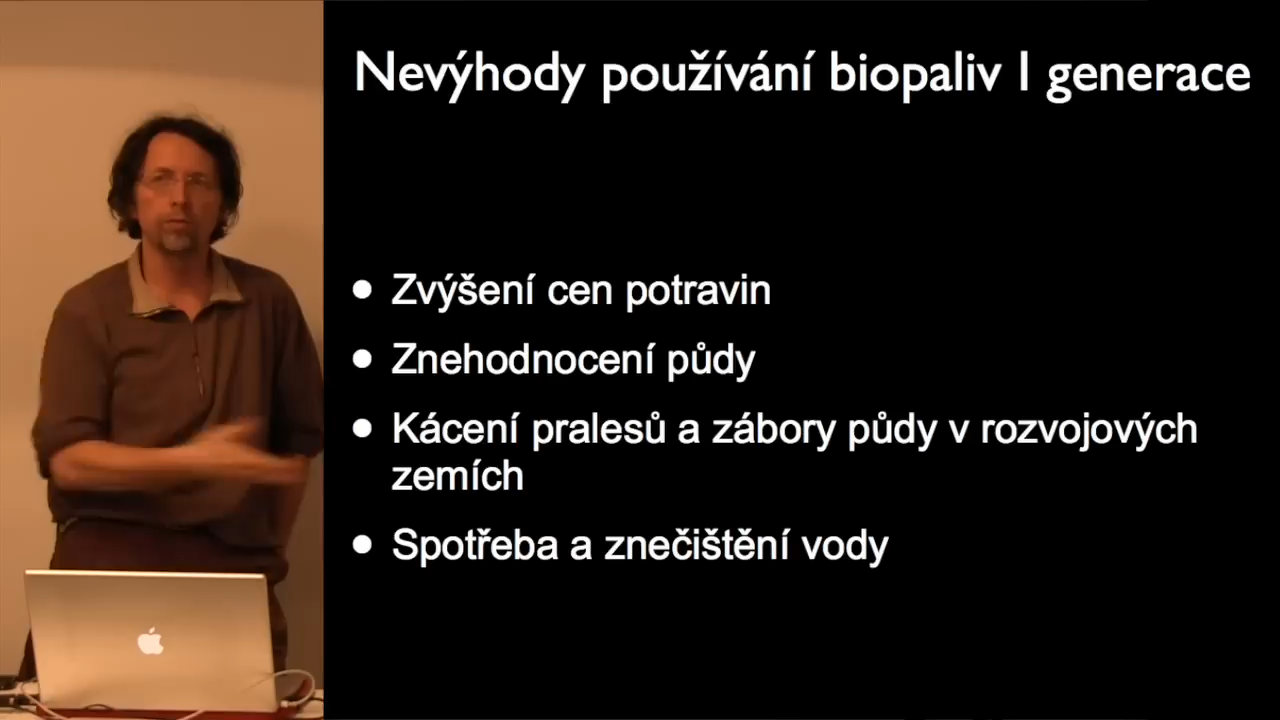 Nevýhody používání biopaliv I generace
• Zvýšení cen potravin
• Znehodnocení půdy
• Kácení pralesů a zábory půdy v rozvojových
zemích
• Spotřeba a znečištění vody